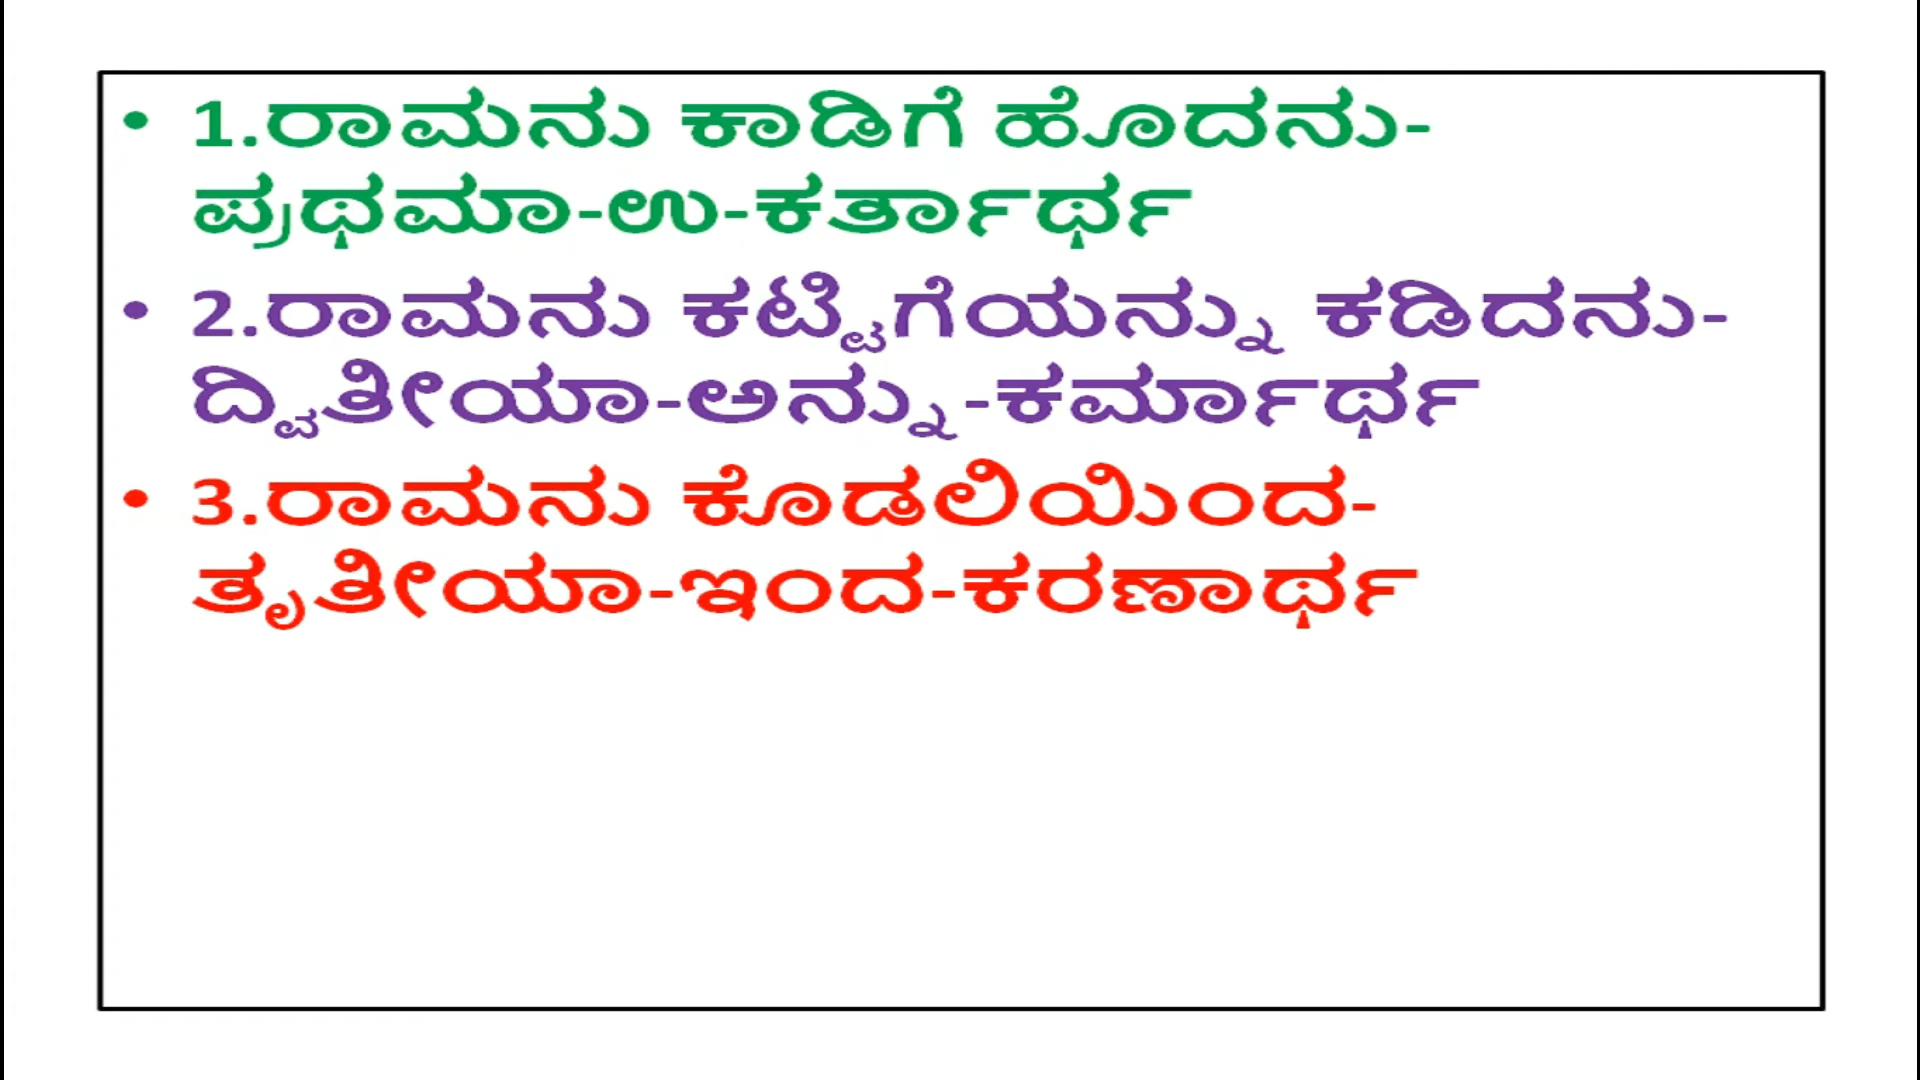 • 1.ರಾಮನು ಕಾಡಿಗೆ ಹೊದನು-
ಪ್ರಥಮಾ-ಉ-ಕರ್ತಾರ್ಥ
• 2.ರಾಮನು ಕಟ್ಟಿಗೆಯನ್ನು ಕಡಿದನು-
ದ್ವಿತೀಯಾ-ಅನ್ನು-ಕರ್ಮಾರ್ಥ
• 3.ರಾಮನು ಕೊಡಲಿಯಿಂದ-
ತೃತೀಯಾ-ಇಂದ-ಕರಣಾರ್ಥ